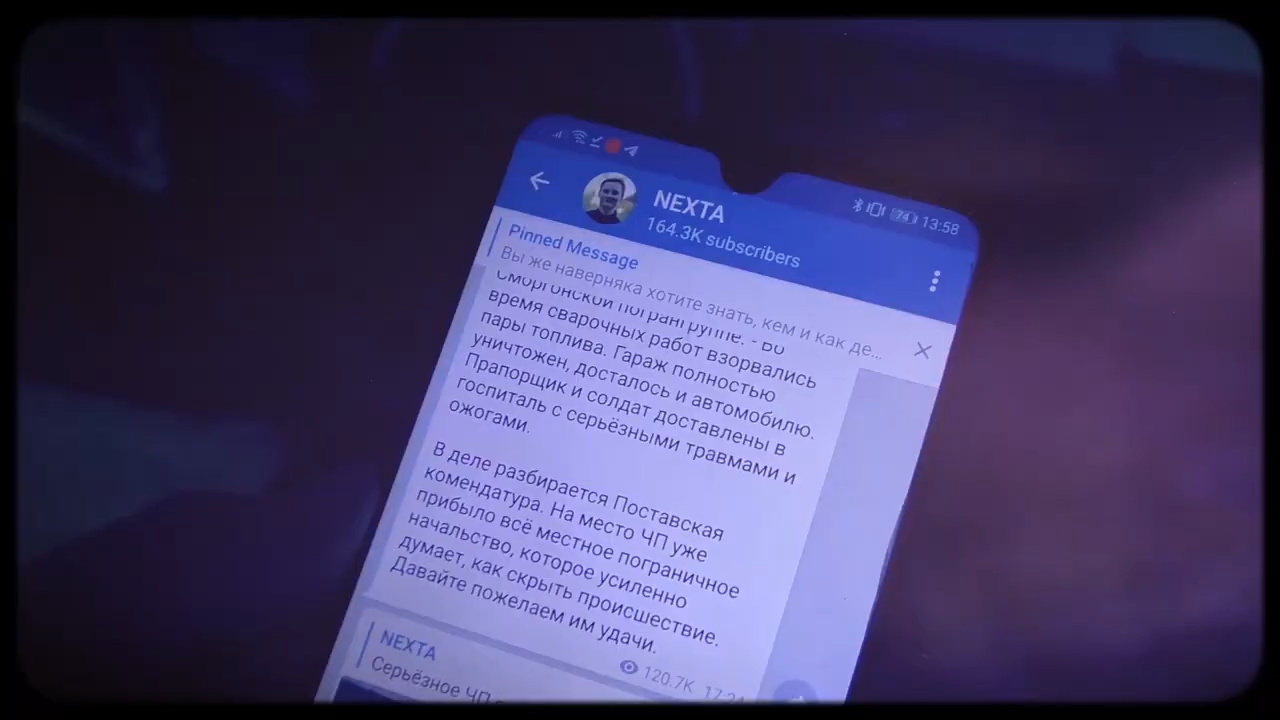 74 13:58
NEXTA
164.3K subscribers
Pinned Message
Вы же наверняка хотите знать, кем и как де...
Сморгонской погрангруппе. - Во
время сварочных работ взорвались
пары топлива. Гараж полностью
уничтожен, досталось и автомобилю.
Прапорщик и солдат доставлены в
госпиталь с серьёзными травмами и
ожогами.
В деле разбирается Поставская
комендатура. На место ЧП уже
прибыло всё местное пограничное
начальство, которое усиленно
думает, как скрыть происшествие.
Давайте пожелаем им удачи.
120.7K
NEXTA
Серьёзное ЧП